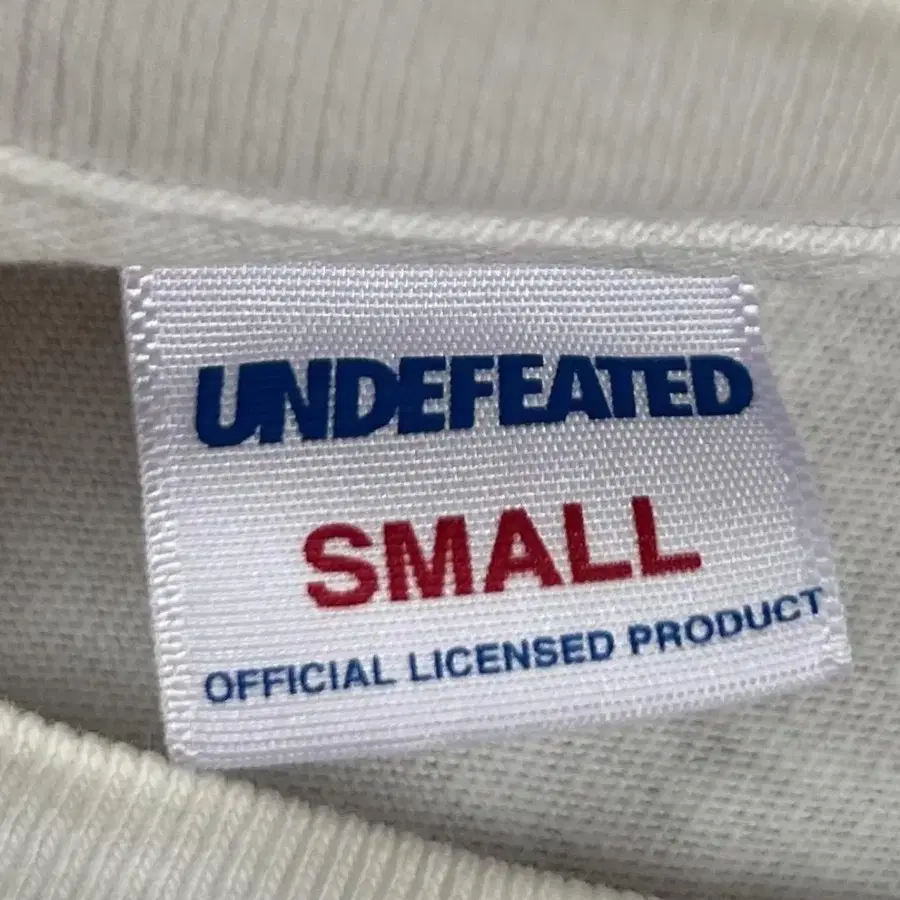 UNDEFEATED
SMALL
OFFICIAL LICENSED PRODUCT